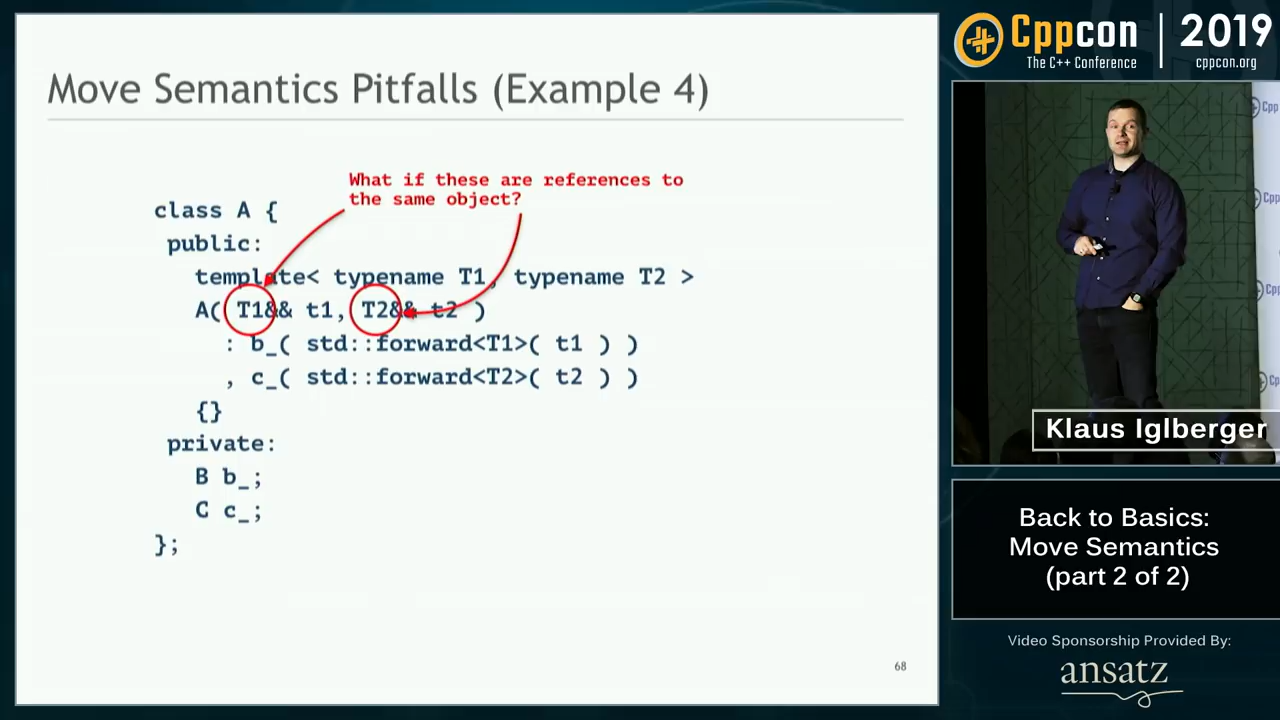 Move Semantics Pitfalls (Example 4)
What if these are references to
the same object?
class A {
public:
template< typename T1, typename T2 >
A( T1&& t1, T2&& t2 )
: b_( std::forward<T1>( t1 ) )
, c_( std::forward<T2>( t2 ) )
{}
private:
B b_;
C c_;
};
68
Cppcon | 2019
The C++ Conference cppcon.org
Klaus Iglberger
Back to Basics:
Move Semantics
(part 2 of 2)
Video Sponsorship Provided By:
ansatz